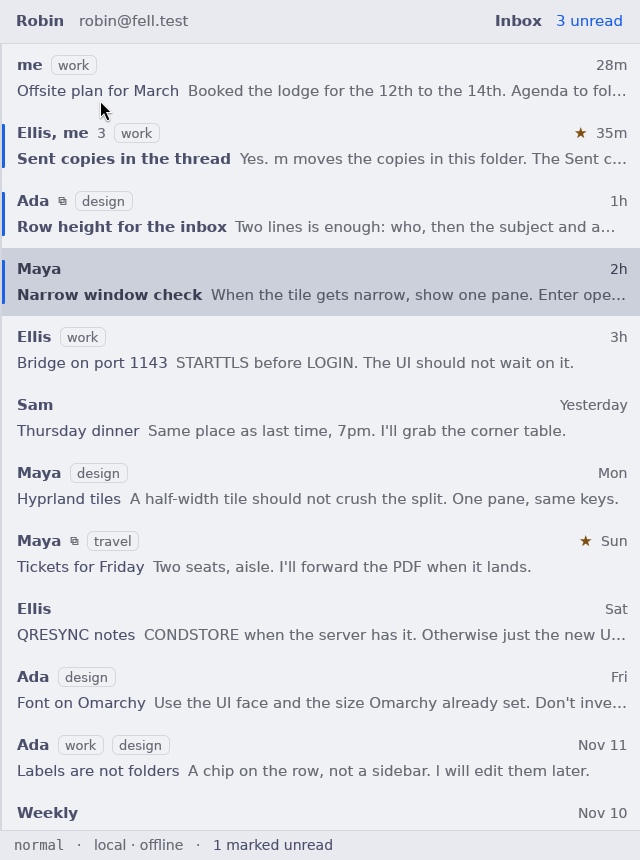 Robin robin@fell.test Inbox 3 unread
me work 28m
Offsite plan for March Booked the lodge for the 12th to the 14th. Agenda to fol…
Ellis, me 3 work ★ 35m
Sent copies in the thread Yes. m moves the copies in this folder. The Sent c…
Ada design 1h
Row height for the inbox Two lines is enough: who, then the subject and a…
Maya 2h
Narrow window check When the tile gets narrow, show one pane. Enter ope…
Ellis work 3h
Bridge on port 1143 STARTTLS before LOGIN. The UI should not wait on it.
Sam Yesterday
Thursday dinner Same place as last time, 7pm. I'll grab the corner table.
Maya design Mon
Hyprland tiles A half-width tile should not crush the split. One pane, same keys.
Maya travel ★ Sun
Tickets for Friday Two seats, aisle. I'll forward the PDF when it lands.
Ellis Sat
QRESYNC notes CONDSTORE when the server has it. Otherwise just the new U…
Ada design Fri
Font on Omarchy Use the UI face and the size Omarchy already set. Don't inve…
Ada work design Nov 11
Labels are not folders A chip on the row, not a sidebar. I will edit them later.
Weekly Nov 10
normal · local · offline · 1 marked unread